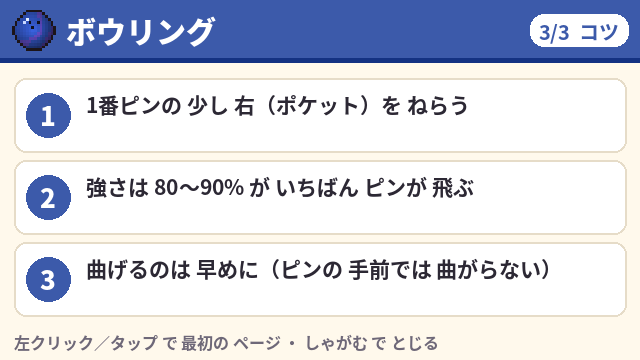 ボウリング
3/3 コツ
1
1番ピンの 少し 右（ポケット）を ねらう
2
強さは 80～90% が いちばん ピンが 飛ぶ
3
曲げるのは 早めに（ピンの 手前では 曲がらない）
左クリック／タップ で 最初の ページ ・ しゃがむ で とじる